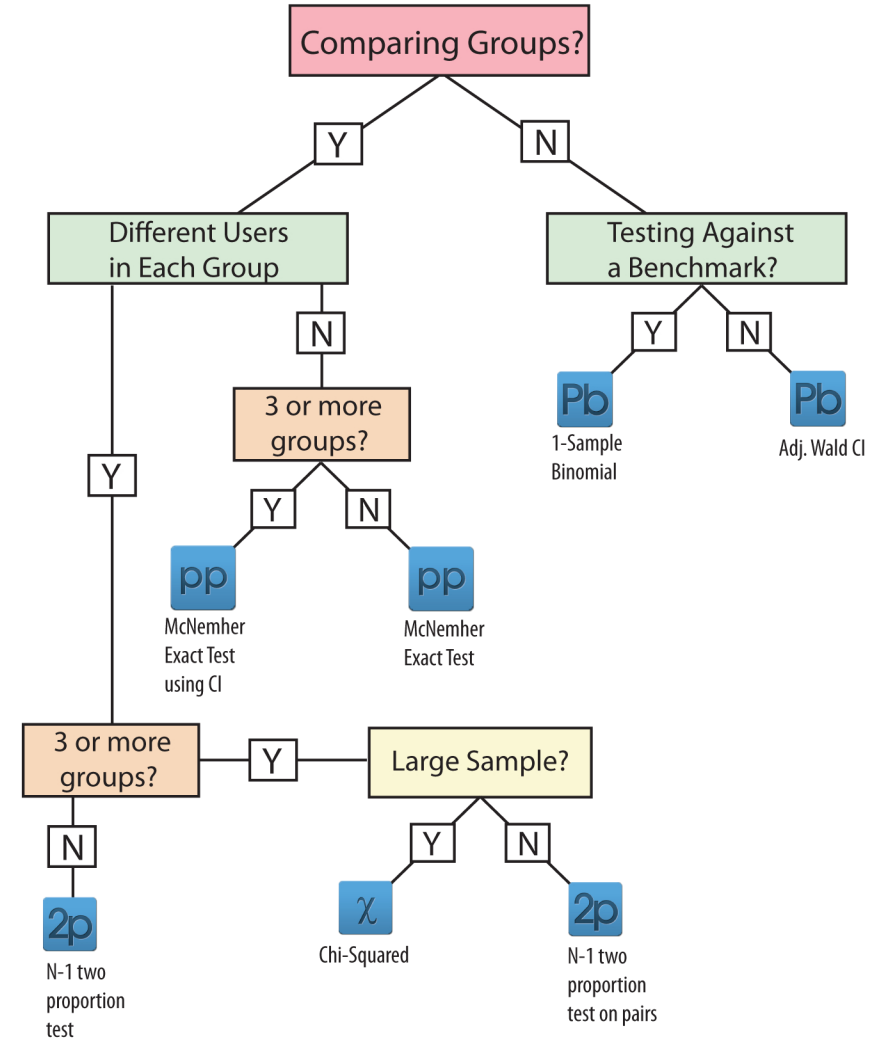 Comparing Groups?
Y
N
Different Users
in Each Group
Testing Against
a Benchmark?
N
Y
N
Pb
Pb
1-Sample
Binomial
Adj. Wald CI
3 or more
groups?
Y
Y
N
pp
pp
McNemher
Exact Test
using CI
McNemher
Exact Test
3 or more
groups?
Y
Large Sample?
N
Y
N
2p
χ
2p
N-1 two
proportion
test
Chi-Squared
N-1 two
proportion
test on pairs